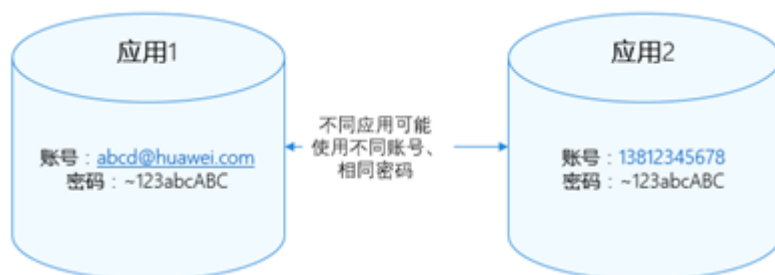 应用1
账号：abcd@huawei.com
密码：~123abcABC
不同应用可能
使用不同账号、
相同密码
应用2
账号：13812345678
密码：~123abcABC